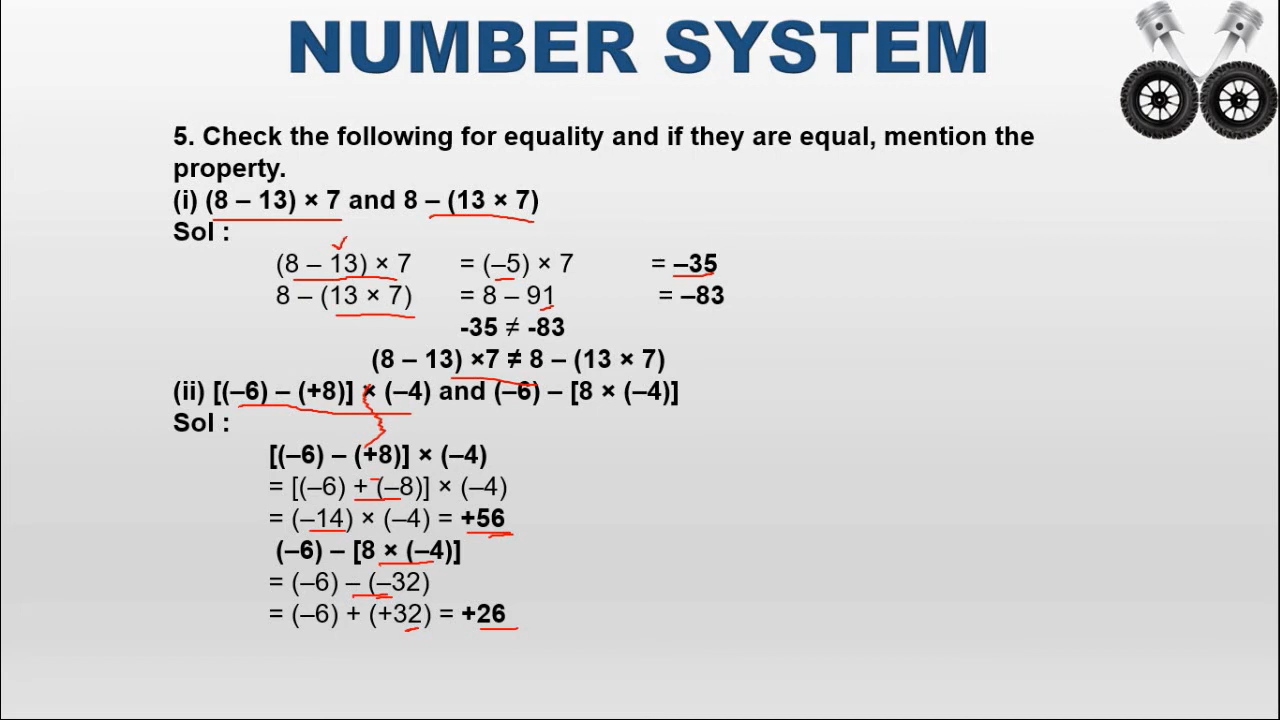 NUMBER SYSTEM
5. Check the following for equality and if they are equal, mention the
property.
(i) (8 – 13) × 7 and 8 – (13 × 7)
Sol :
(8 – 13) × 7 = (–5) × 7 = –35
8 – (13 × 7) = 8 – 91 = –83
-35 ≠ -83
(8 – 13) ×7 ≠ 8 – (13 × 7)
(ii) [(–6) – (+8)] × (–4) and (–6) – [8 × (–4)]
Sol :
[(–6) – (+8)] × (–4)
= [(–6) + (–8)] × (–4)
= (–14) × (–4) = +56
(–6) – [8 × (–4)]
= (–6) – (–32)
= (–6) + (+32) = +26